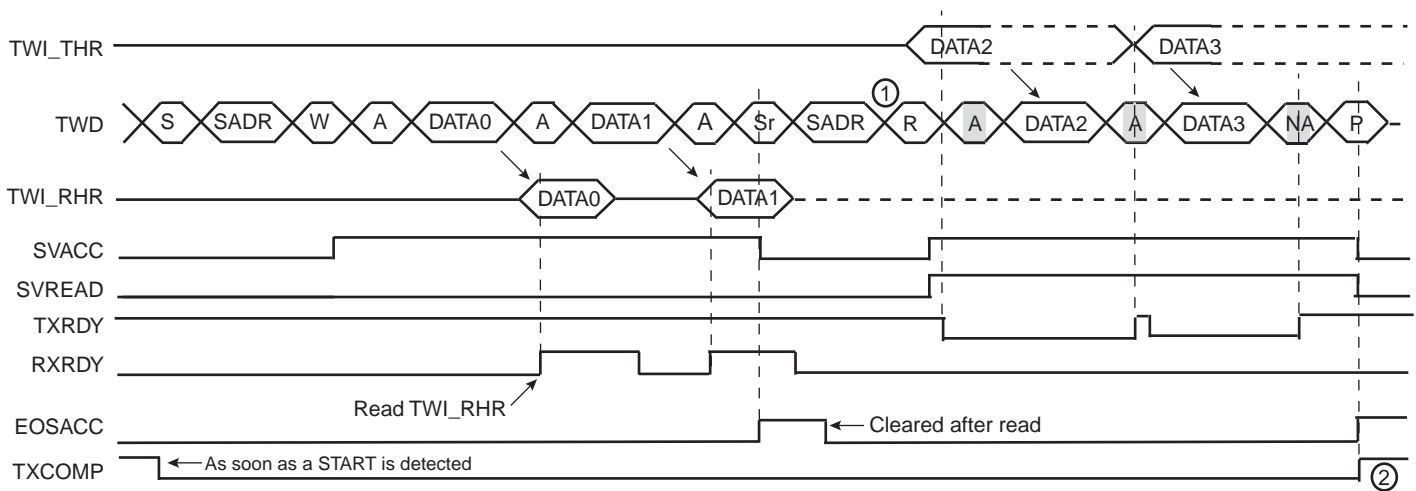 TWI_THR DATA2 DATA3
TWD S SADR W A DATA0 A DATA1 A Sr SADR ① R A DATA2 A DATA3 NA P
TWI_RHR DATA0 DATA1
SVACC
SVREAD
TXRDY
RXRDY
Read TWI_RHR
EOSACC Cleared after read
TXCOMP As soon as a START is detected ②